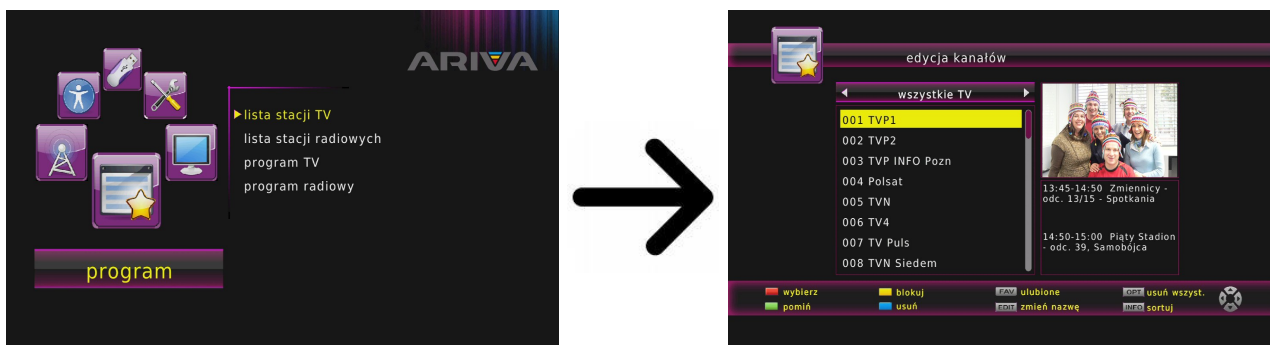 ARIVA
lista stacji TV
lista stacji radiowych
program TV
program radiowy
program
edycja kanałów
wszystkie TV
001 TVP1
002 TVP2
003 TVP INFO Pozn
004 Polsat
005 TVN
006 TV4
007 TV Puls
008 TVN Siedem
13:45-14:50 Zmiennicy -
odc. 13/15 - Spotkania
14:50-15:00 Piąty Stadion
- odc. 39, Samobójca
wybierz
blokuj
FAV ulubione
OPT usuń wszyst.
pomiń
usuń
EDIT zmień nazwę
INFO sortuj